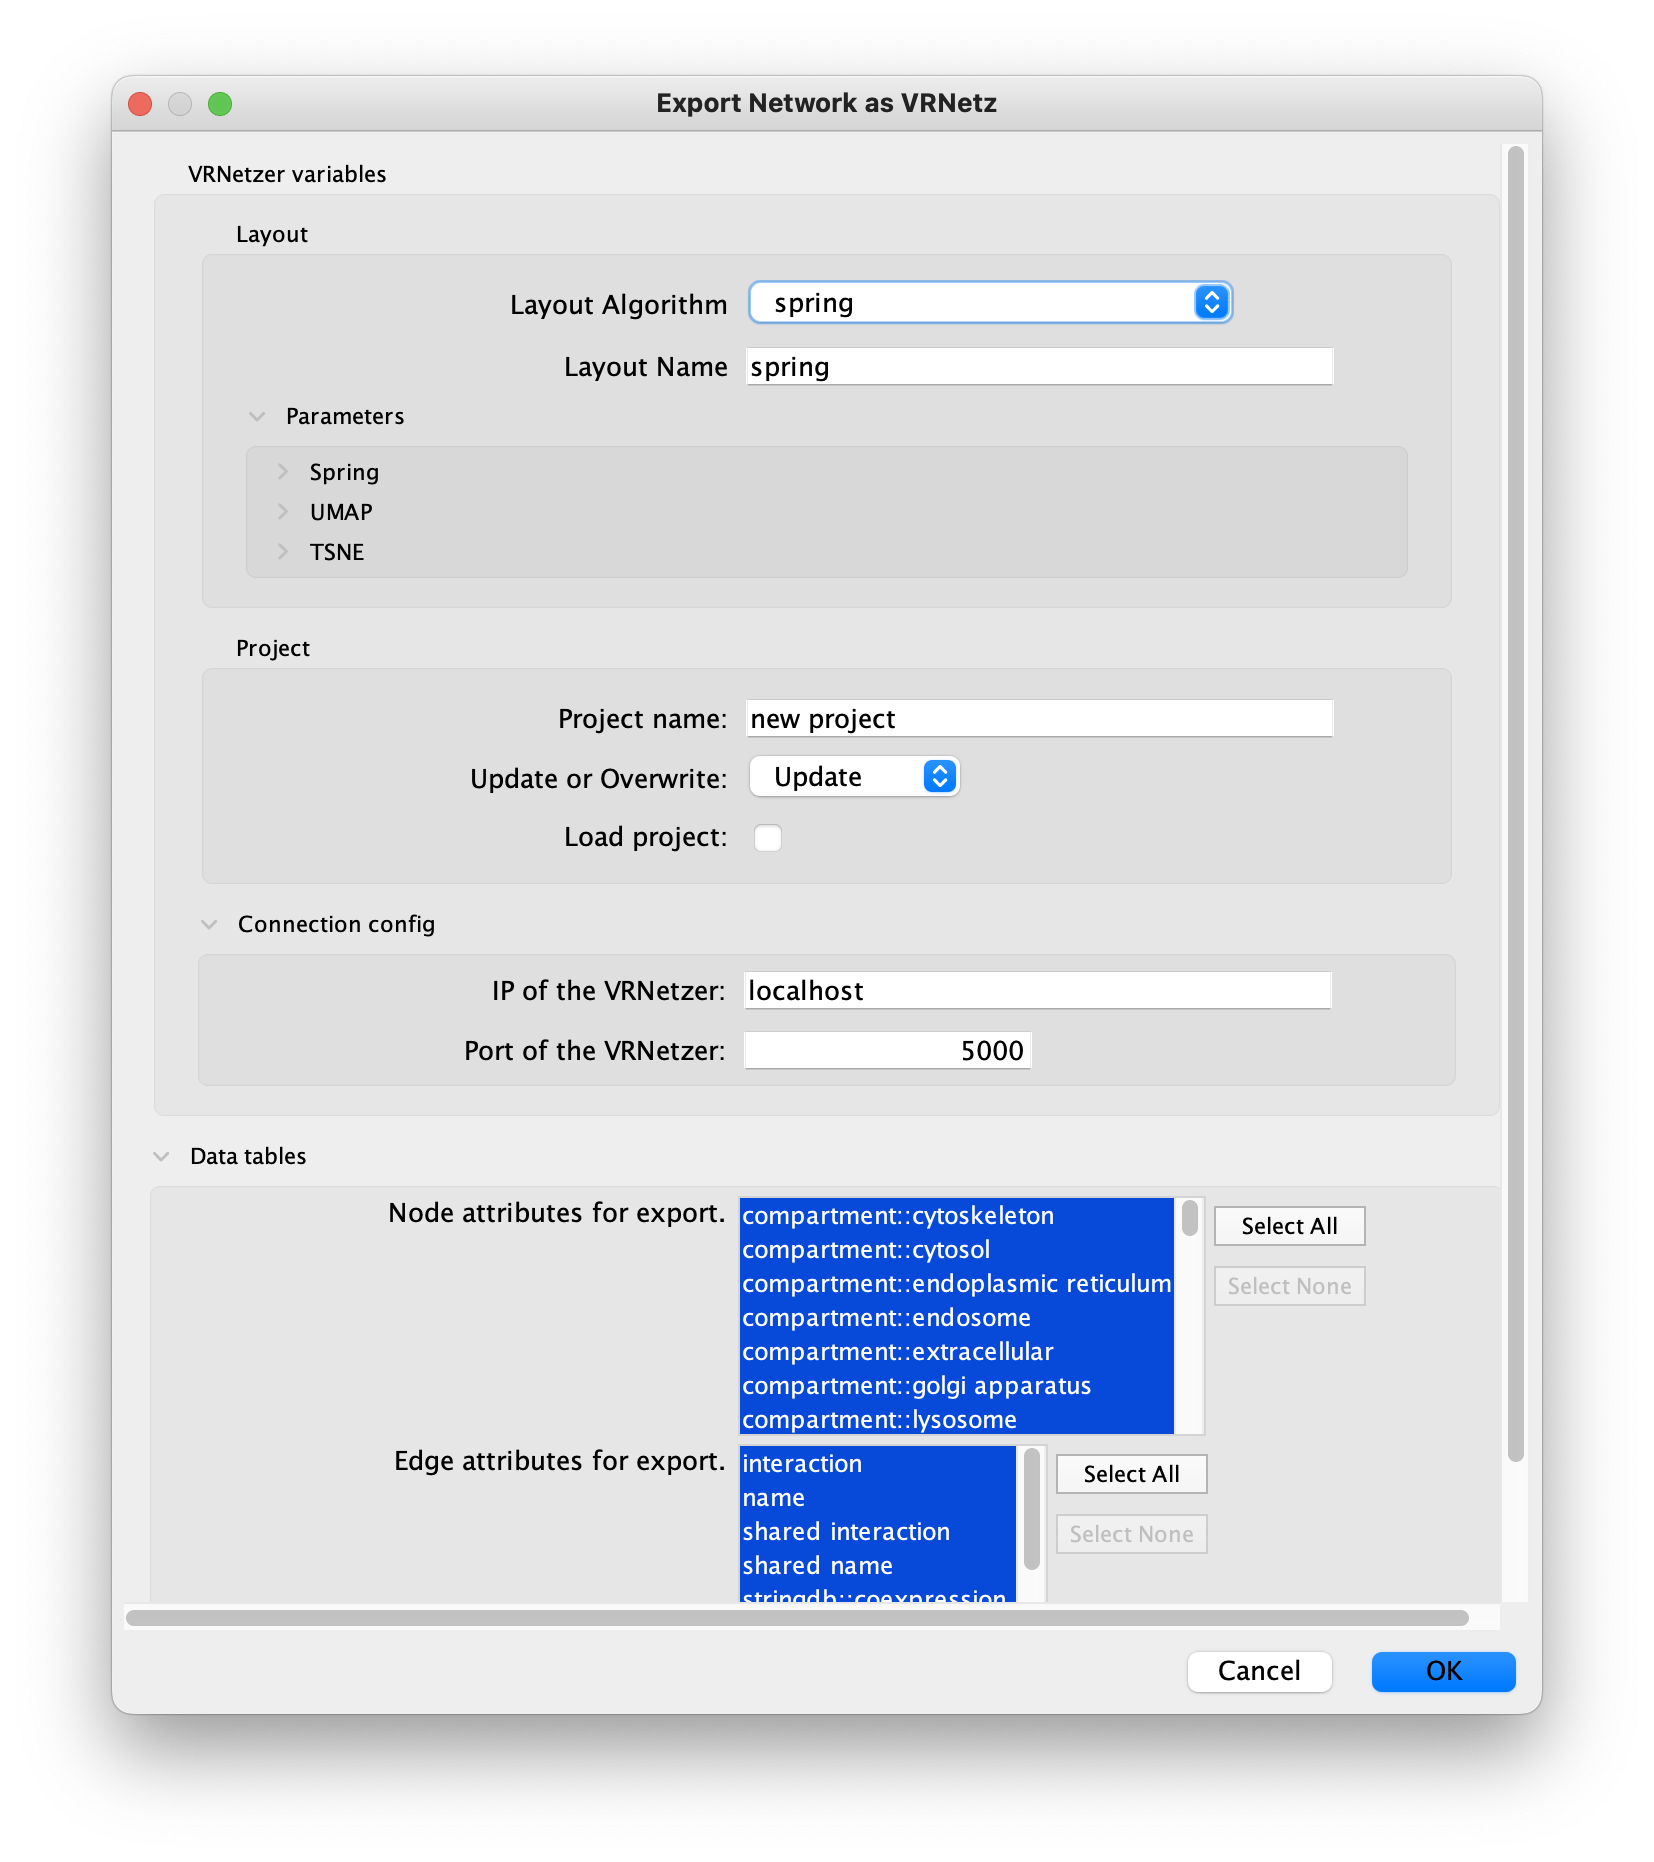 Export Network as VRNetz
VRNetzer variables
Layout
Layout Algorithm spring
Layout Name spring
Parameters
Spring
UMAP
TSNE
Project
Project name: new project
Update or Overwrite: Update
Load project:
Connection config
IP of the VRNetzer: localhost
Port of the VRNetzer: 5000
Data tables
Node attributes for export. compartment::cytoskeleton Select All
compartment::cytosol
compartment::endoplasmic reticulum Select None
compartment::endosome
compartment::extracellular
compartment::golgi apparatus
compartment::lysosome
Edge attributes for export. interaction Select All
name
shared interaction Select None
shared name
stringdb::coexpression
Cancel OK